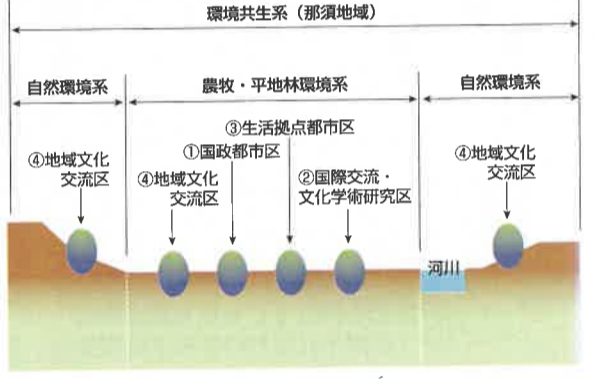 環境共生系（那須地域）
自然環境系
農牧・平地林環境系
自然環境系
③生活拠点都市区
①国政都市区
④地域文化
交流区
④地域文化
交流区
②国際交流・
文化学術研究区
④地域文化
交流区
河川